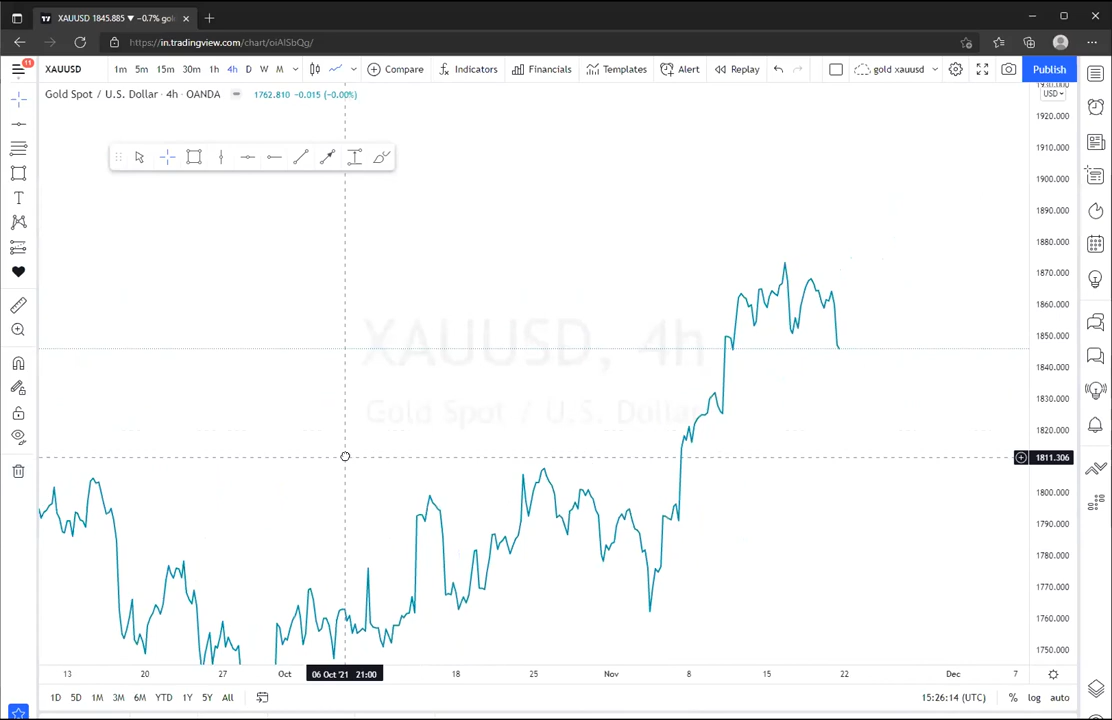 XAUUSD 1845.885 ▼ −0.7% gol
https://in.tradingview.com/chart/oiAlSbQg/
11
XAUUSD 1m 5m 15m 30m 1h 4h D W M Compare Indicators Financials Templates Alert Replay gold xauusd Publish
Gold Spot / U.S. Dollar · 4h · OANDA 1762.810 -0.015 (-0.00%)
USD
1920.000
1910.000
1900.000
1890.000
1880.000
1870.000
1860.000
1850.000
1840.000
1830.000
1820.000
1811.306
1800.000
1790.000
1780.000
1770.000
1760.000
1750.000
XAUUSD, 4h
Gold Spot / U.S. Dollar
T
13 20 27 Oct 06 Oct '21 21:00 18 25 Nov 8 15 22 Dec 7
1D 5D 1M 3M 6M YTD 1Y 5Y All 15:26:14 (UTC) % log auto